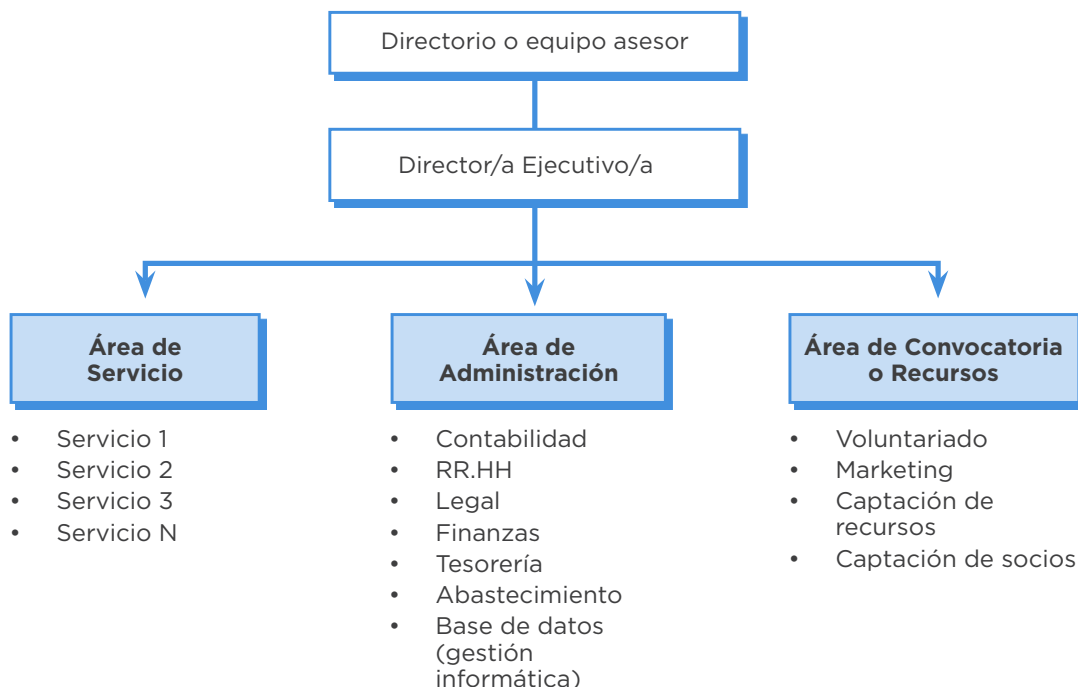 Directorio o equipo asesor
Director/a Ejecutivo/a
Área de
Servicio
• Servicio 1
• Servicio 2
• Servicio 3
• Servicio N
Área de
Administración
• Contabilidad
• RR.HH
• Legal
• Finanzas
• Tesorería
• Abastecimiento
• Base de datos
(gestión
informática)
Área de Convocatoria
o Recursos
• Voluntariado
• Marketing
• Captación de
recursos
• Captación de socios